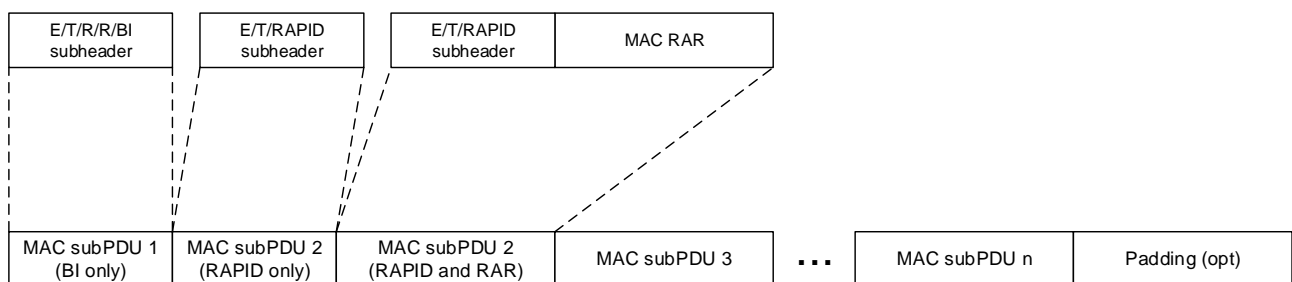 E/T/R/R/BI
subheader
E/T/RAPID
subheader
E/T/RAPID
subheader
MAC RAR
MAC subPDU 1
(BI only)
MAC subPDU 2
(RAPID only)
MAC subPDU 2
(RAPID and RAR)
MAC subPDU 3
...
MAC subPDU n
Padding (opt)